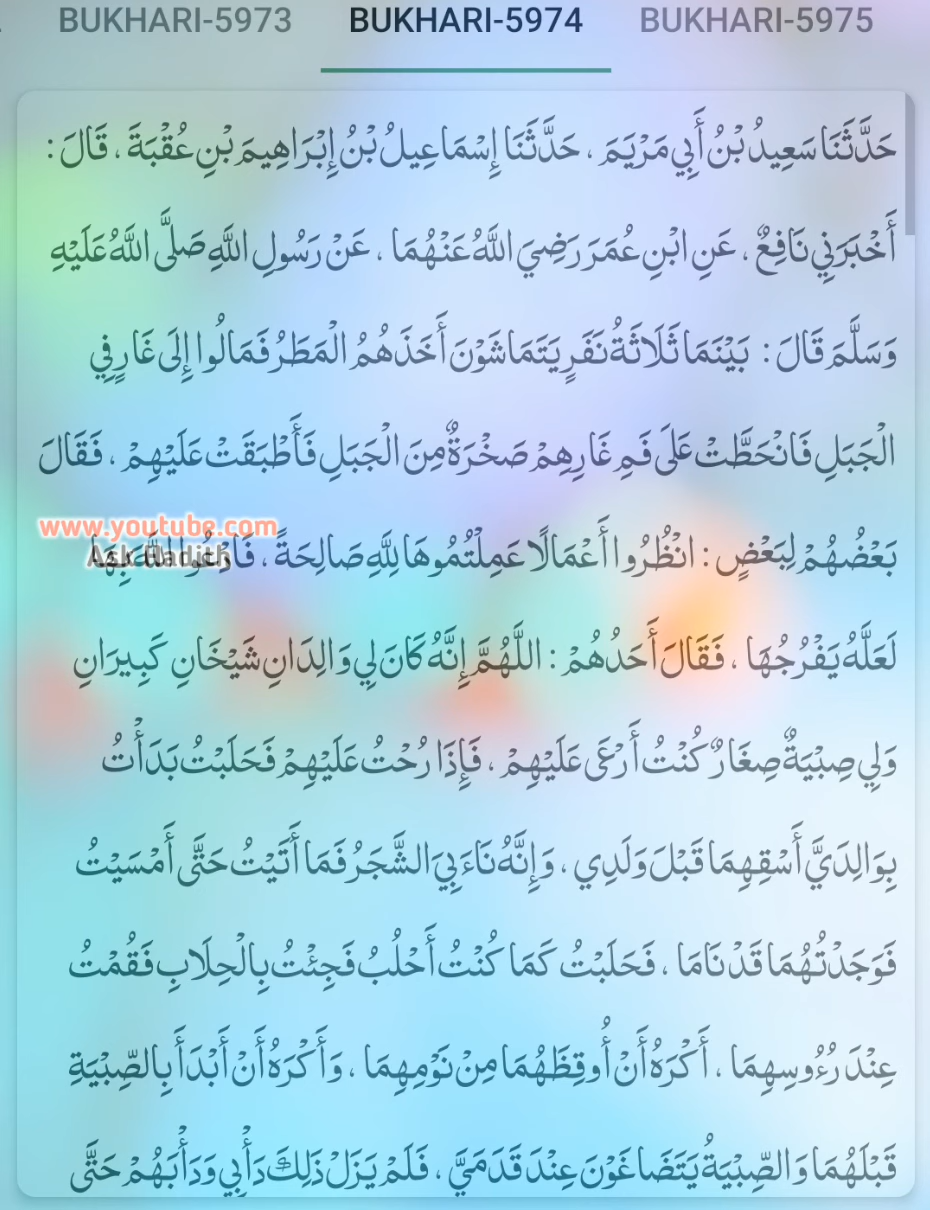 BUKHARI-5973 BUKHARI-5974 BUKHARI-5975
حَدَّثَنَا سَعِيدُ بْنُ أَبِي مَرْيَمَ ، حَدَّثَنَا إِسْمَاعِيلُ بْنُ إِبْرَاهِيمَ بْنِ عُقْبَةَ ، قَالَ :
أَخْبَرَنِي نَافِعٌ ، عَنِ ابْنِ عُمَرَ رَضِيَ اللَّهُ عَنْهُمَا ، عَنْ رَسُولِ اللَّهِ صَلَّى اللَّهُ عَلَيْهِ
وَسَلَّمَ قَالَ : بَيْنَمَا ثَلَاثَةُ نَفَرٍ يَتَمَاشَوْنَ أَخَذَهُمُ الْمَطَرُ فَمَالُوا إِلَى غَارٍ فِي
الْجَبَلِ فَانْحَطَّتْ عَلَى فَمِ غَارِهِمْ صَخْرَةٌ مِنَ الْجَبَلِ فَأَطْبَقَتْ عَلَيْهِمْ ، فَقَالَ
www.youtube.com
بَعْضُهُمْ لِبَعْضٍ : انْظُرُوا أَعْمَالًا عَمِلْتُمُوهَا لِلَّهِ صَالِحَةً ، فَادْعُوا اللَّهَ بِهَا
Ask Hadith
لَعَلَّهُ يَفْرُجُهَا ، فَقَالَ أَحَدُهُمْ : اللَّهُمَّ إِنَّهُ كَانَ لِي وَالِدَانِ شَيْخَانِ كَبِيرَانِ
وَلِي صِبْيَةٌ صِغَارٌ كُنْتُ أَرْعَى عَلَيْهِمْ ، فَإِذَا رُحْتُ عَلَيْهِمْ فَحَلَبْتُ بَدَأْتُ
بِوَالِدَيَّ أَسْقِهِمَا قَبْلَ وَلَدِي ، وَإِنَّهُ نَاءَ بِيَ الشَّجَرُ فَمَا أَتَيْتُ حَتَّى أَمْسَيْتُ
فَوَجَدْتُهُمَا قَدْ نَامَا ، فَحَلَبْتُ كَمَا كُنْتُ أَحْلُبُ فَجِئْتُ بِالْحِلَابِ فَقُمْتُ
عِنْدَ رُءُوسِهِمَا ، أَكْرَهُ أَنْ أُوقِظَهُمَا مِنْ نَوْمِهِمَا ، وَأَكْرَهُ أَنْ أَبْدَأَ بِالصِّبْيَةِ
قَبْلَهُمَا وَالصِّبْيَةُ يَتَضَاغَوْنَ عِنْدَ قَدَمَيَّ ، فَلَمْ يَزَلْ ذَلِكَ دَأْبِي وَدَأْبَهُمْ حَتَّى